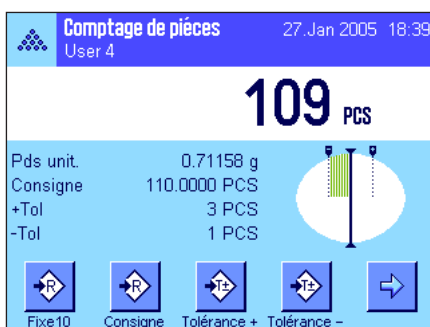 Comptage de pièces 27.Jan 2005 18:39
User 4
109 PCS
Pds unit. 0.71158 g
Consigne 110.0000 PCS
+Tol 3 PCS
-Tol 1 PCS
R R T± T±
Fixe10 Consigne Tolérance + Tolérance −